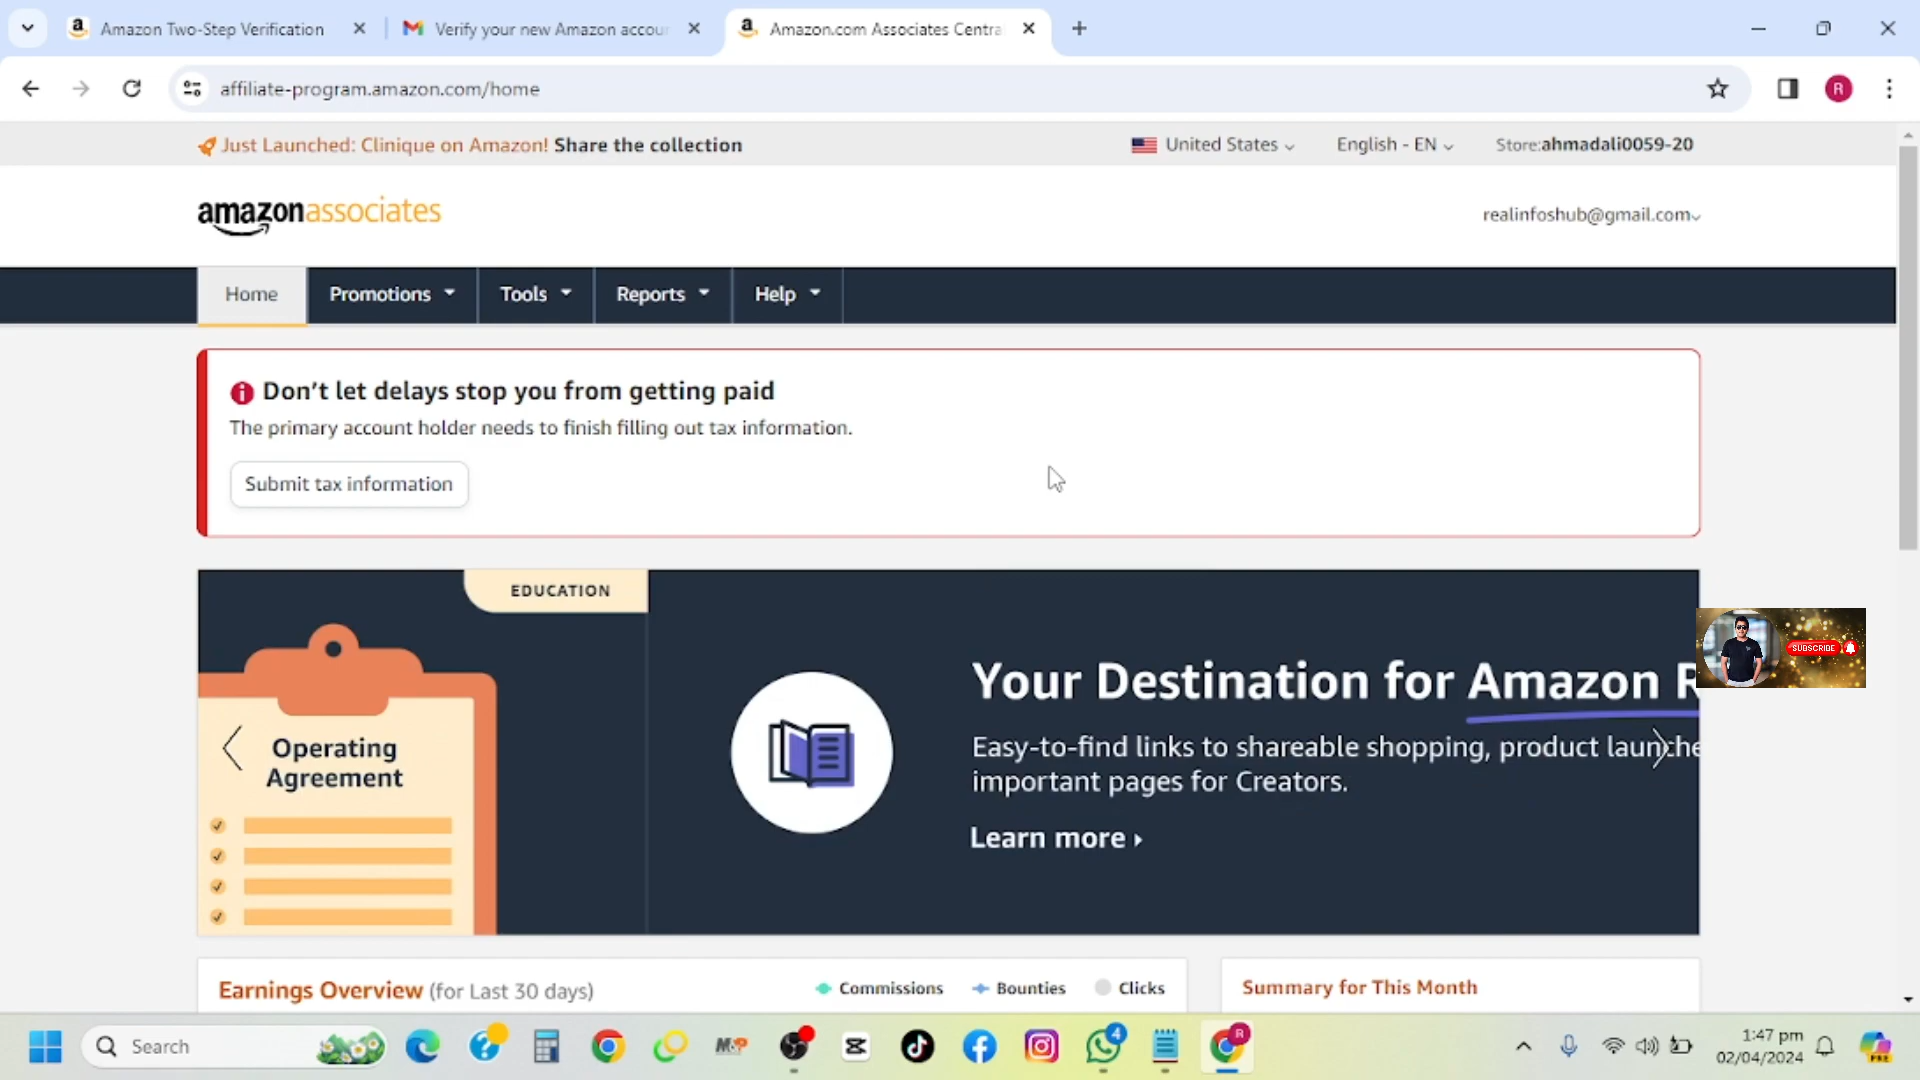 Amazon Two-Step Verification
Verify your new Amazon accour
Amazon.com Associates Centra
affiliate-program.amazon.com/home
R
Just Launched: Clinique on Amazon! Share the collection
United States
English - EN
Store:ahmadali0059-20
amazonassociates
realinfoshub@gmail.com
Home
Promotions
Tools
Reports
Help
Don't let delays stop you from getting paid
The primary account holder needs to finish filling out tax information.
Submit tax information
EDUCATION
Operating
Agreement
Your Destination for Amazon R
Easy-to-find links to shareable shopping, product launche
important pages for Creators.
Learn more
SUBSCRIBE
Earnings Overview (for Last 30 days)
Commissions
Bounties
Clicks
Summary for This Month
Search
4
R
1:47 pm
02/04/2024
PRE